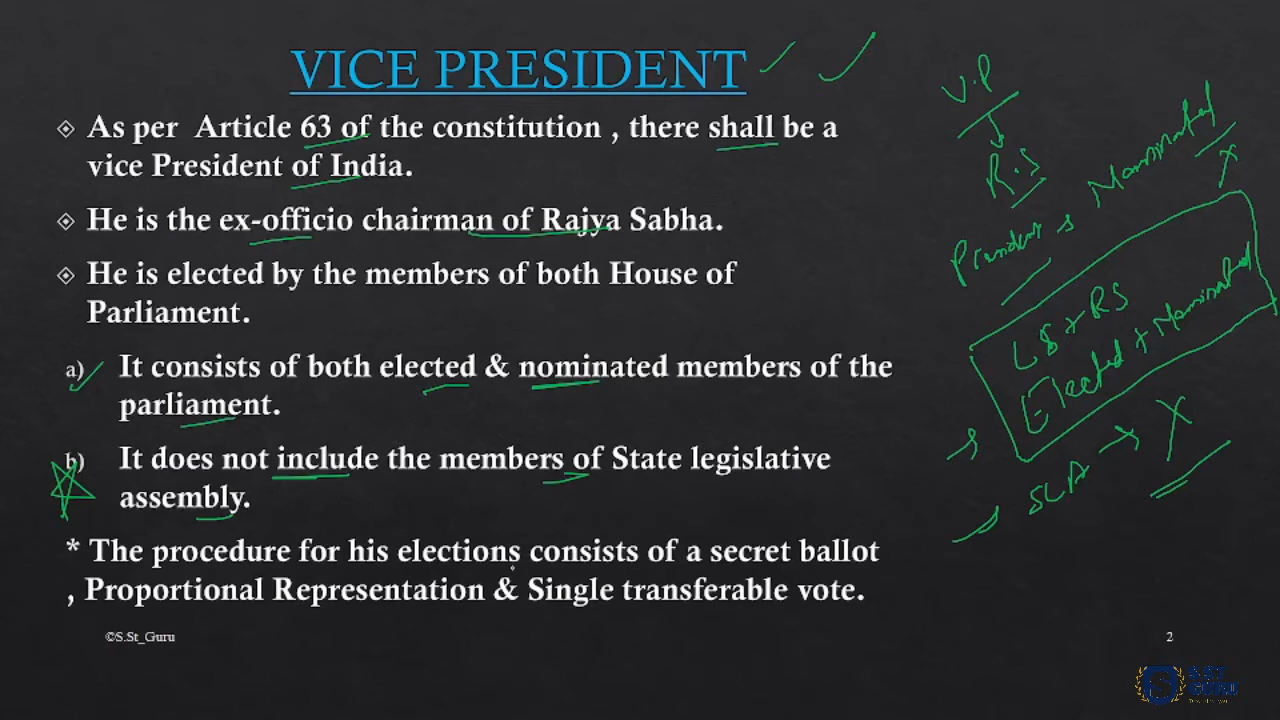 VICE PRESIDENT
As per Article 63 of the constitution , there shall be a
vice President of India.
He is the ex-officio chairman of Rajya Sabha.
He is elected by the members of both House of
Parliament.
a) It consists of both elected & nominated members of the
parliament.
b) It does not include the members of State legislative
assembly.
* The procedure for his elections consists of a secret ballot
, Proportional Representation & Single transferable vote.
©S.St_Guru
2
V.P
R.S
Nominated
X
LS + RS
Elected + Nominated
SLA → X